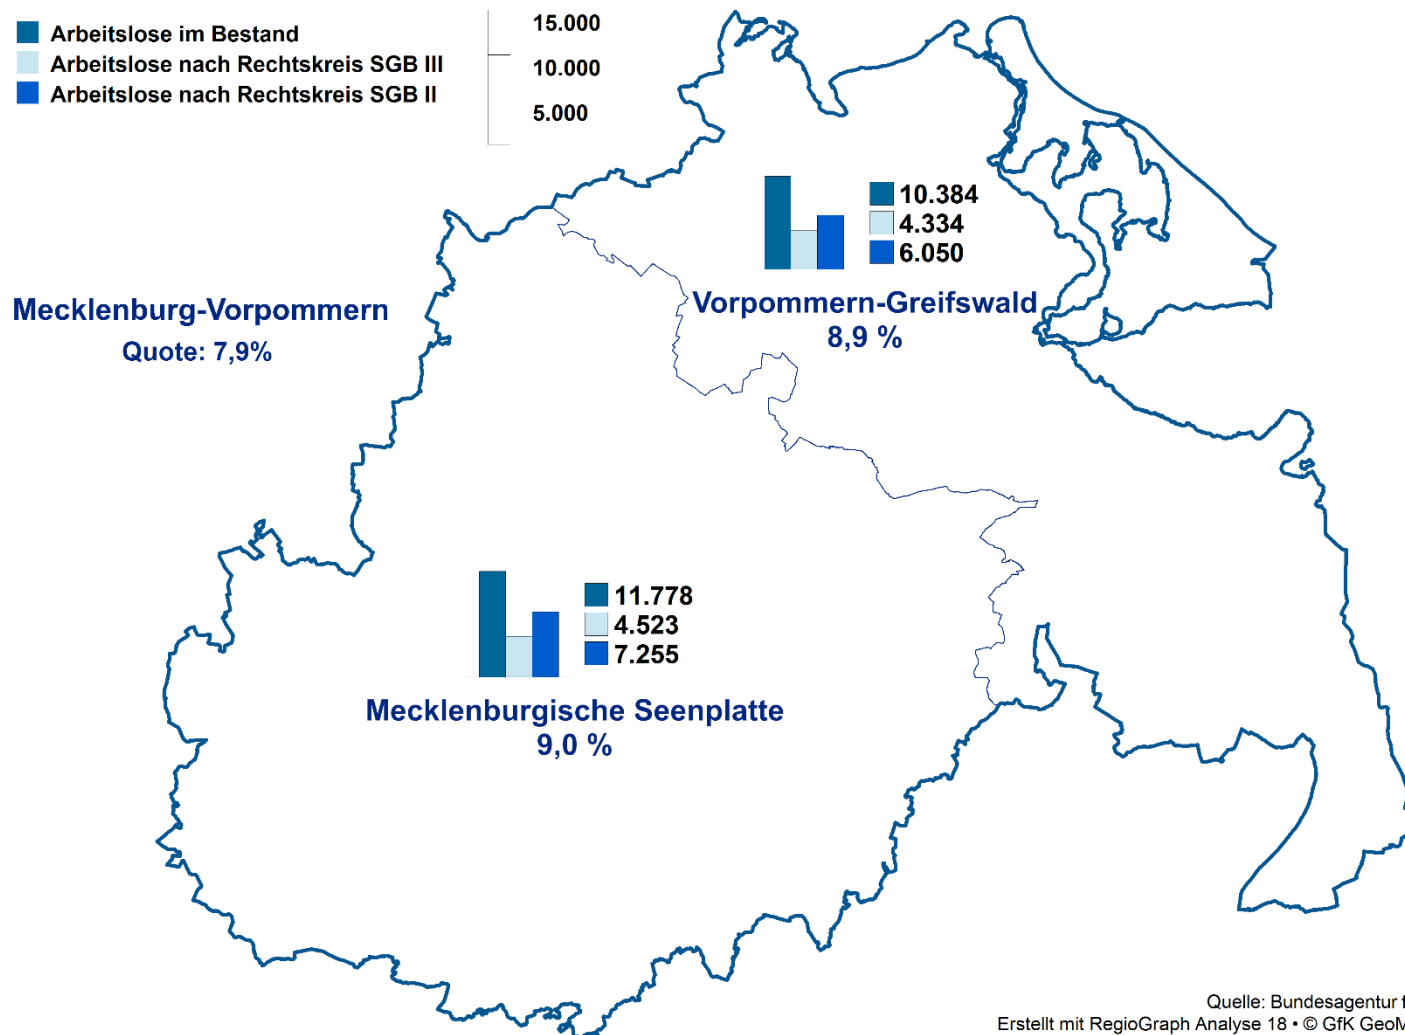 Arbeitslose im Bestand
Arbeitslose nach Rechtskreis SGB III
Arbeitslose nach Rechtskreis SGB II
15.000
10.000
5.000
10.384
4.334
6.050
Vorpommern-Greifswald
8,9 %
Mecklenburg-Vorpommern
Quote: 7,9%
11.778
4.523
7.255
Mecklenburgische Seenplatte
9,0 %
Quelle: Bundesagentur f
Erstellt mit RegioGraph Analyse 18 • © GfK GeoM